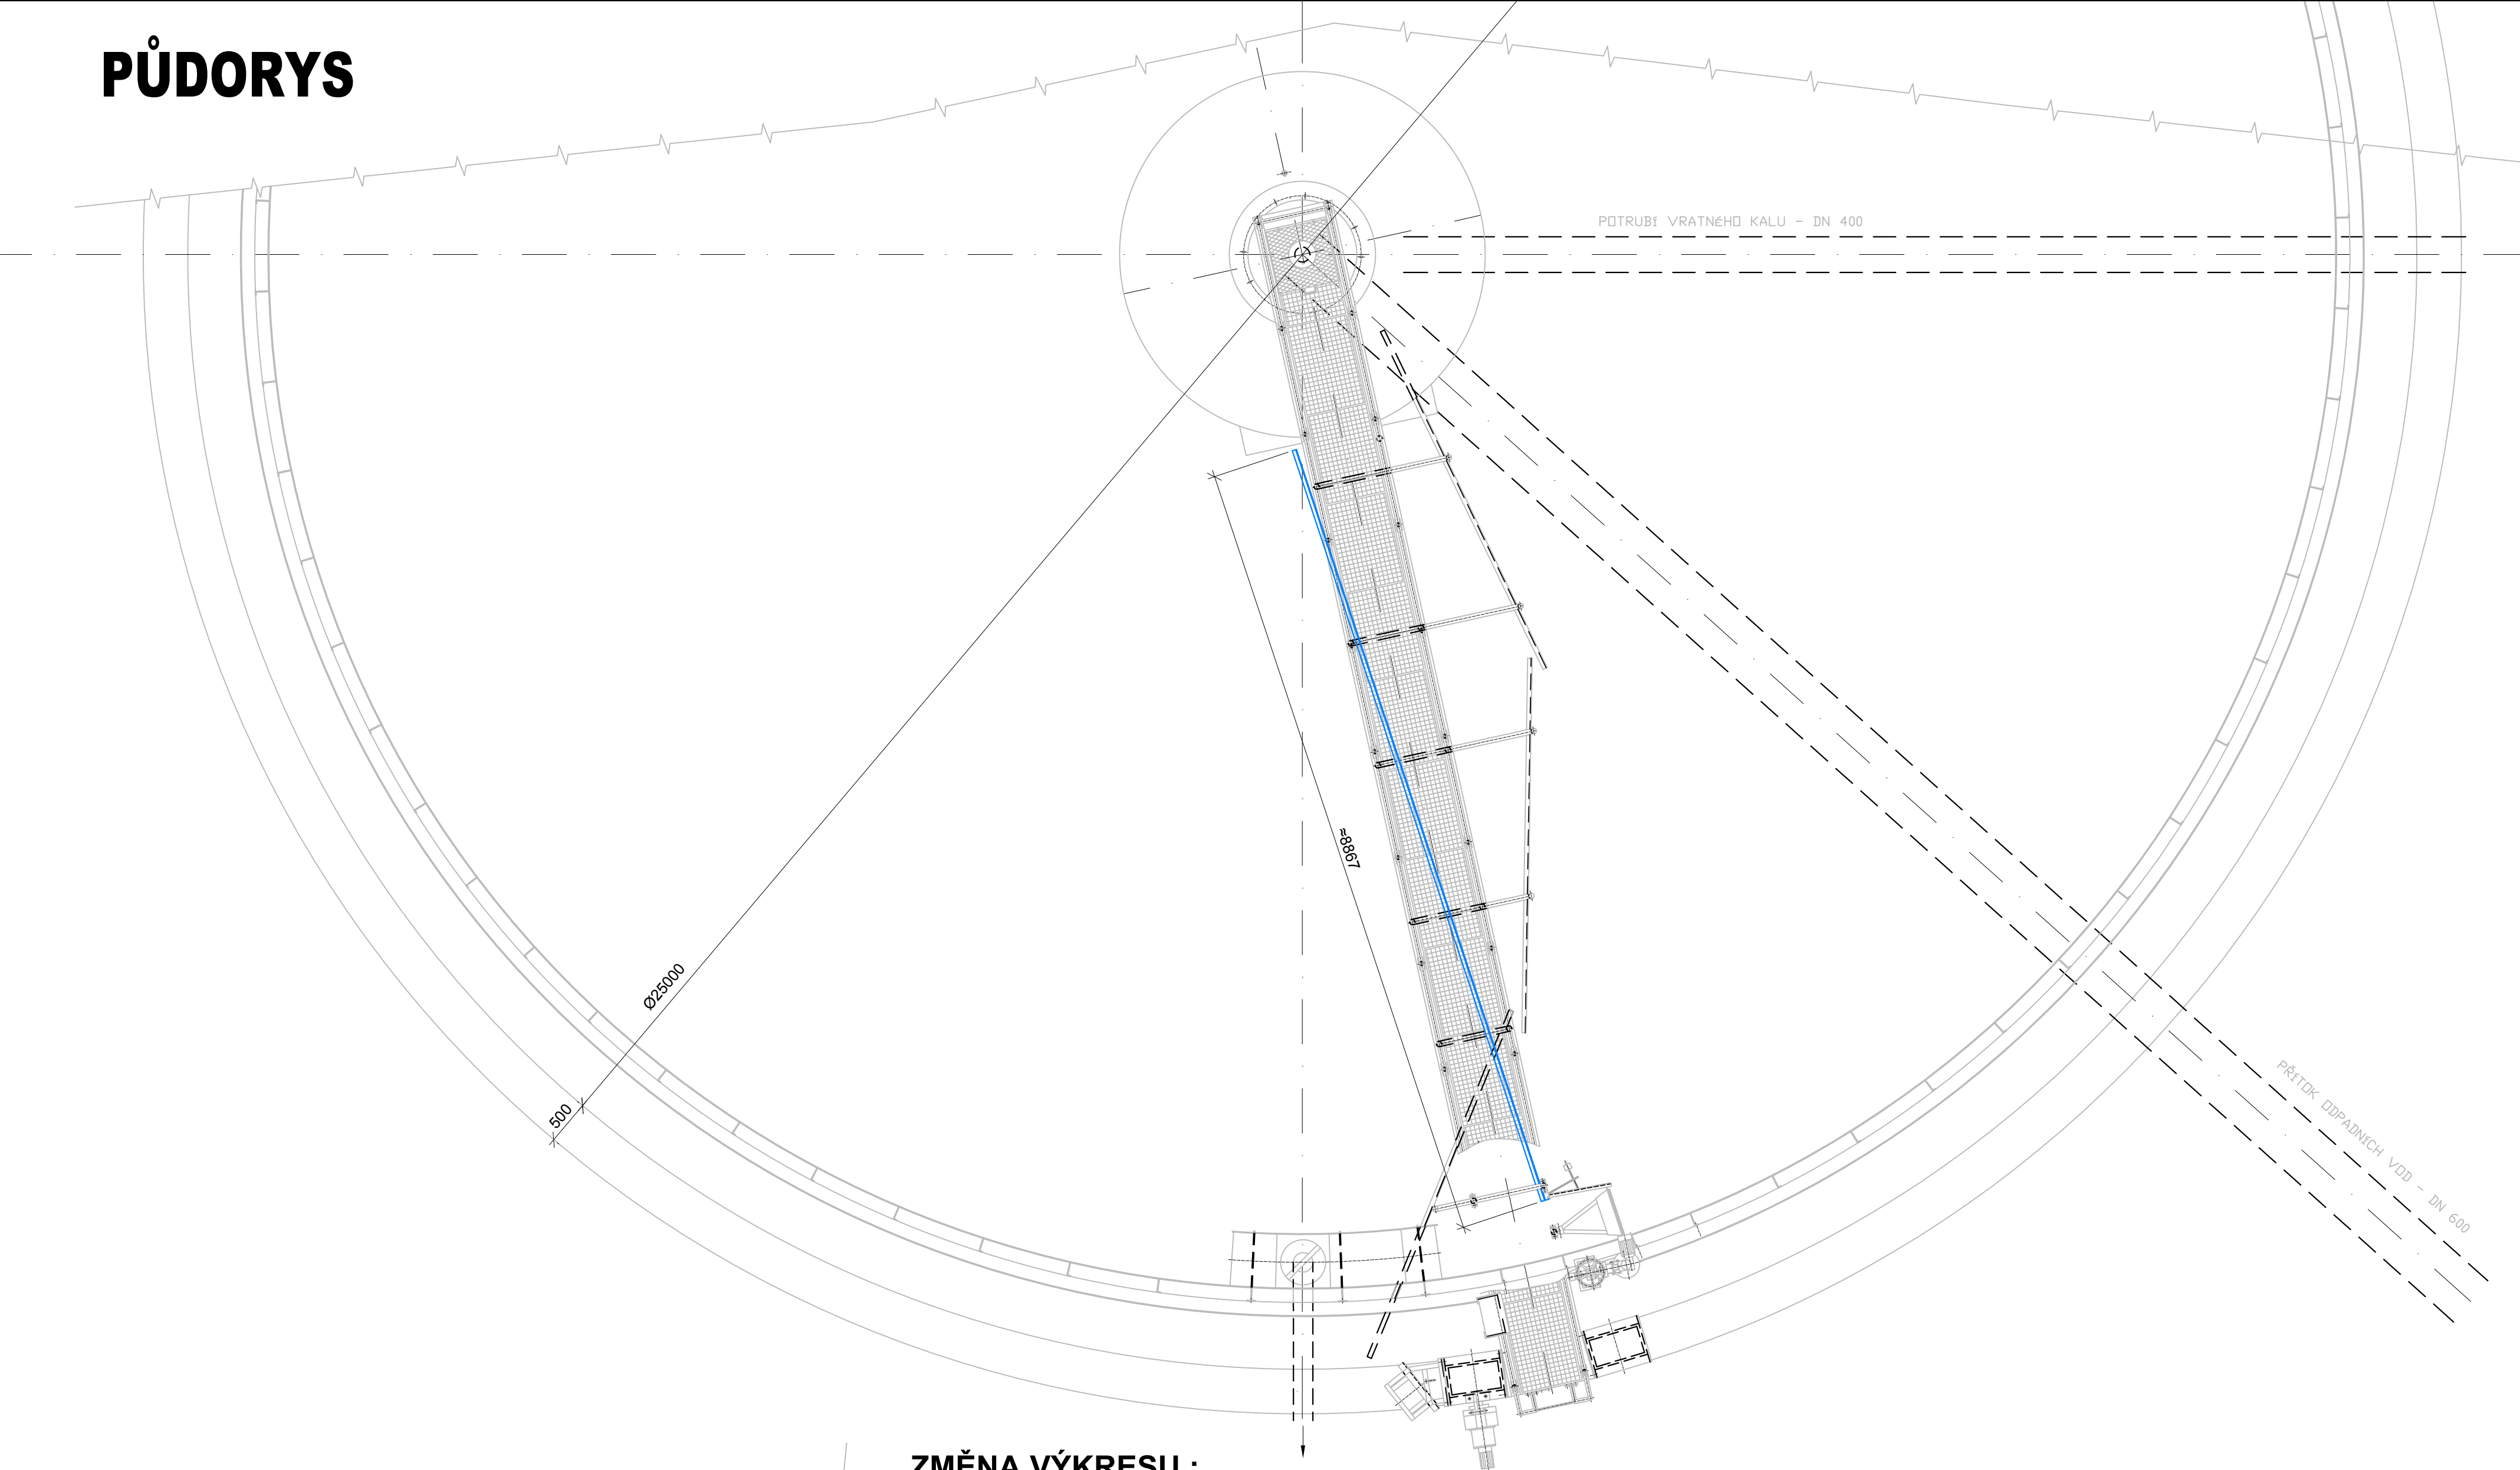 PŮDORYS
POTRUBÍ VRATNÉHO KALU - DN 400
≈8867
Ø25000
500
PŘÍTOK ODPADNÍCH VOD - DN 600
ZMĚNA VÝKRESU :